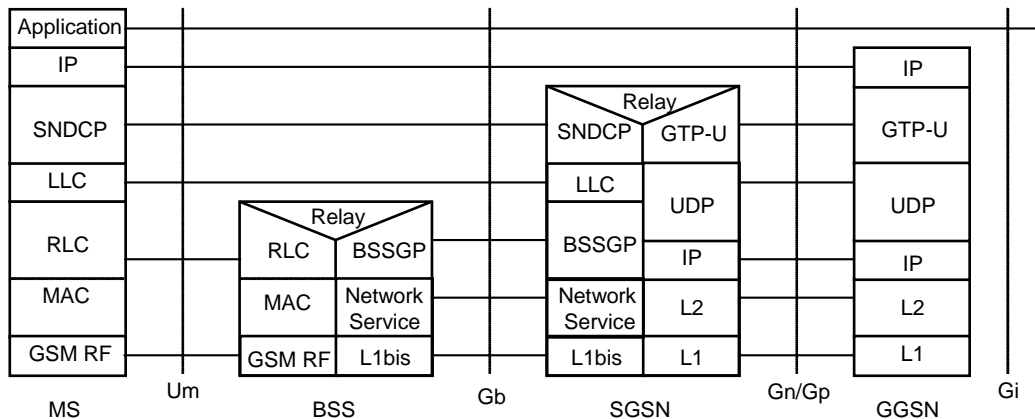 Application
IP
IP
Relay
SNDCP
SNDCP
GTP-U
GTP-U
LLC
LLC
UDP
UDP
Relay
RLC
RLC
BSSGP
BSSGP
IP
IP
MAC
MAC
Network
Service
Network
Service
L2
L2
GSM RF
GSM RF
L1bis
L1bis
L1
L1
Um
Gb
Gn/Gp
Gi
MS
BSS
SGSN
GGSN